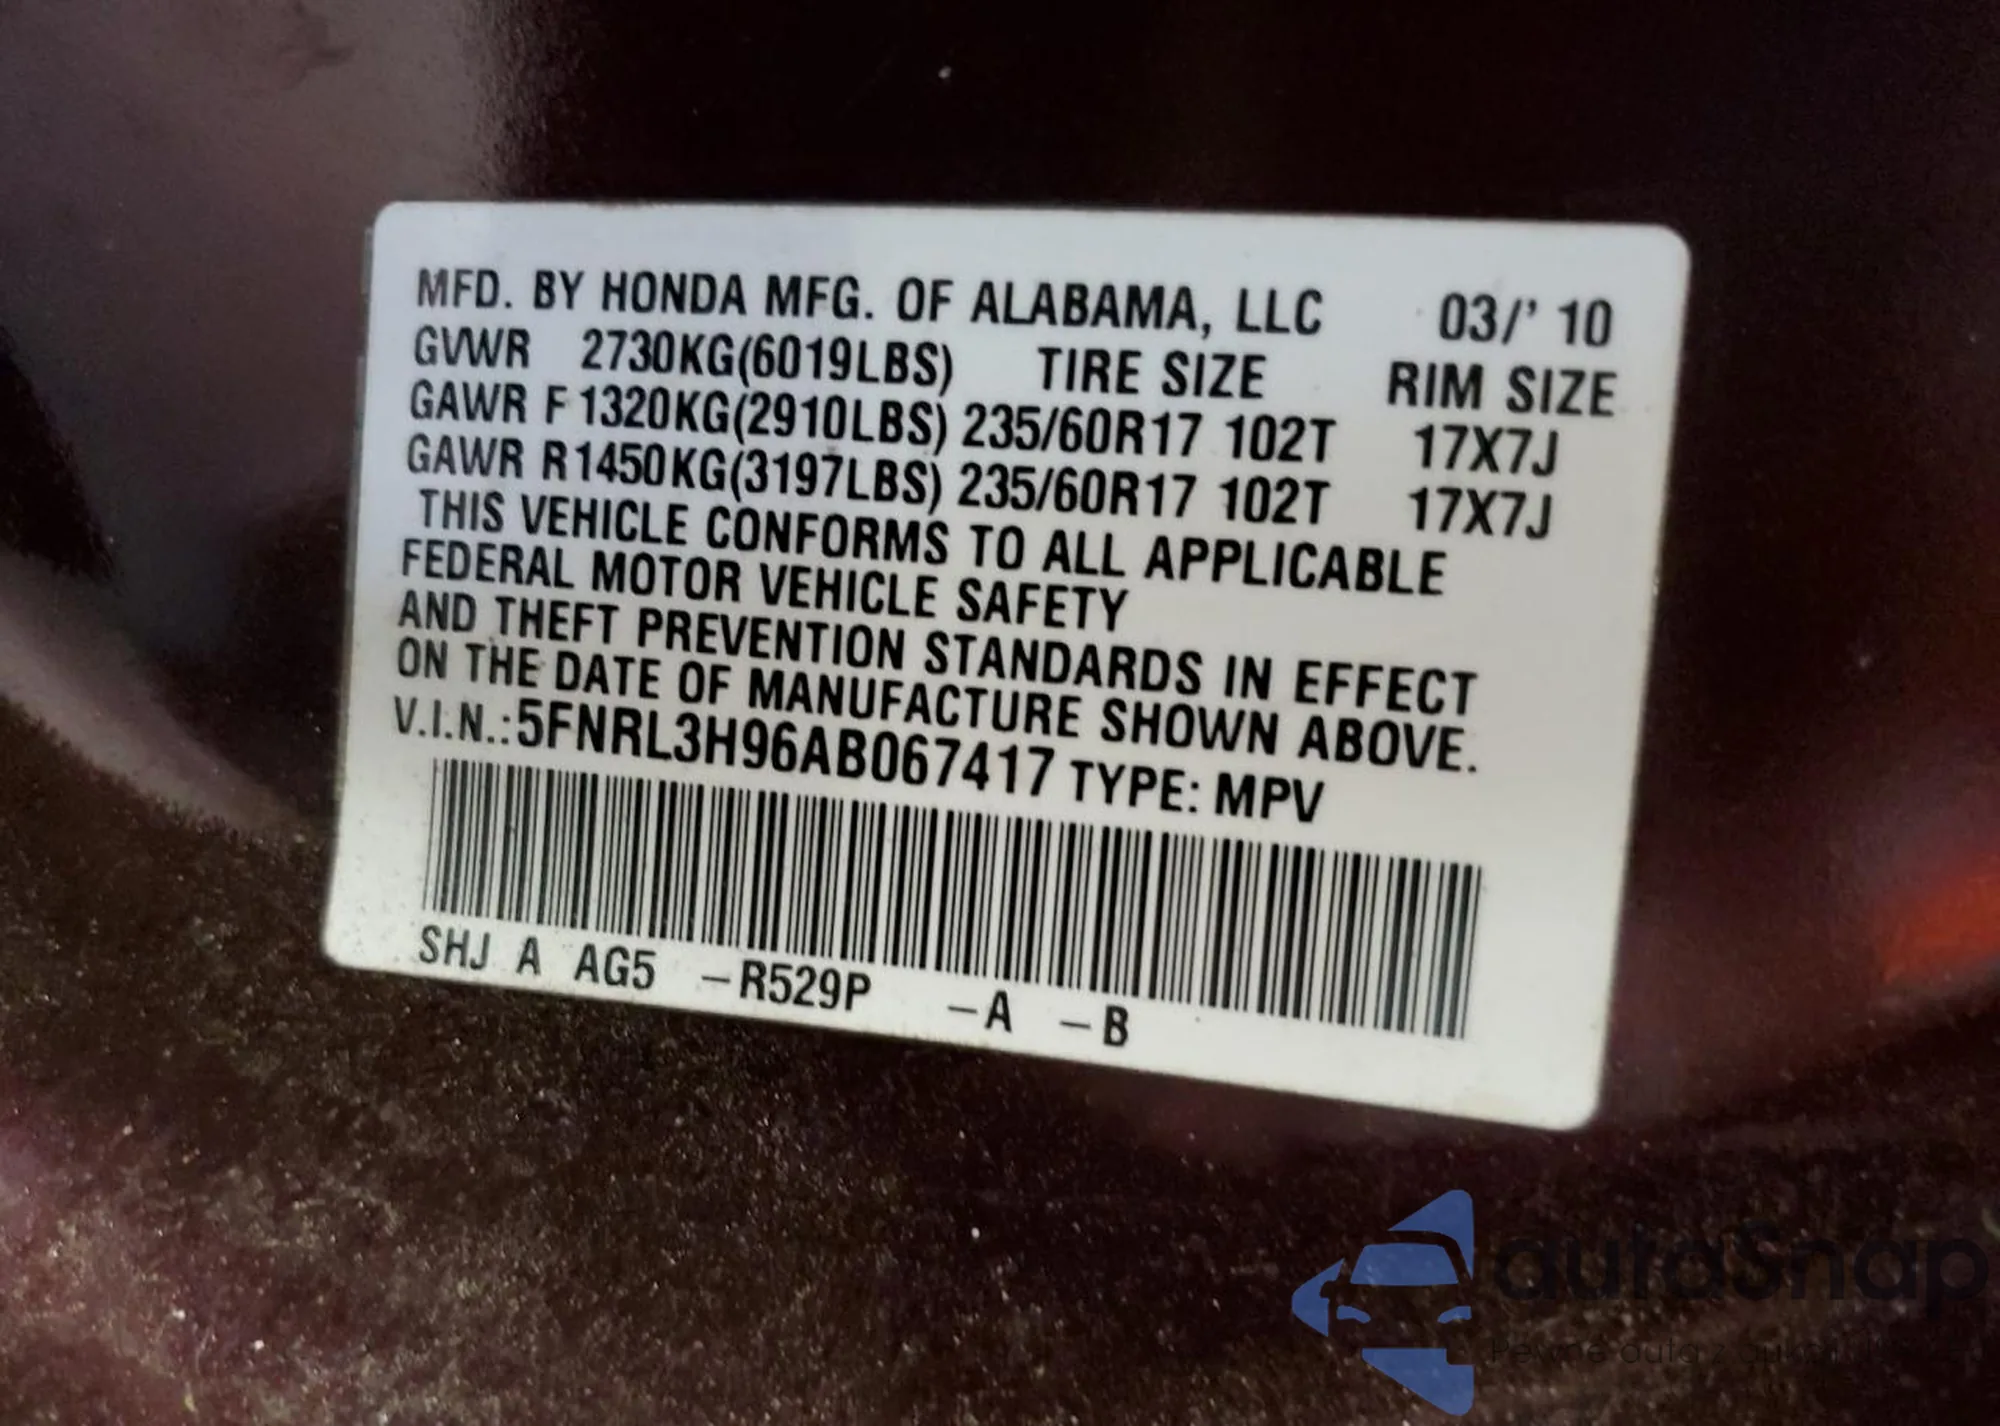 MFD. BY HONDA MFG. OF ALABAMA, LLC 03/' 10
GVWR 2730KG(6019LBS) TIRE SIZE RIM SIZE
GAWR F 1320KG(2910LBS) 235/60R17 102T 17X7J
GAWR R 1450KG(3197LBS) 235/60R17 102T 17X7J
THIS VEHICLE CONFORMS TO ALL APPLICABLE
FEDERAL MOTOR VEHICLE SAFETY
AND THEFT PREVENTION STANDARDS IN EFFECT
ON THE DATE OF MANUFACTURE SHOWN ABOVE.
V.I.N.: 5FNRL3H96AB067417 TYPE: MPV
SHJ A AG5 -R529P -A -B
autaSnap
Pewne auta z